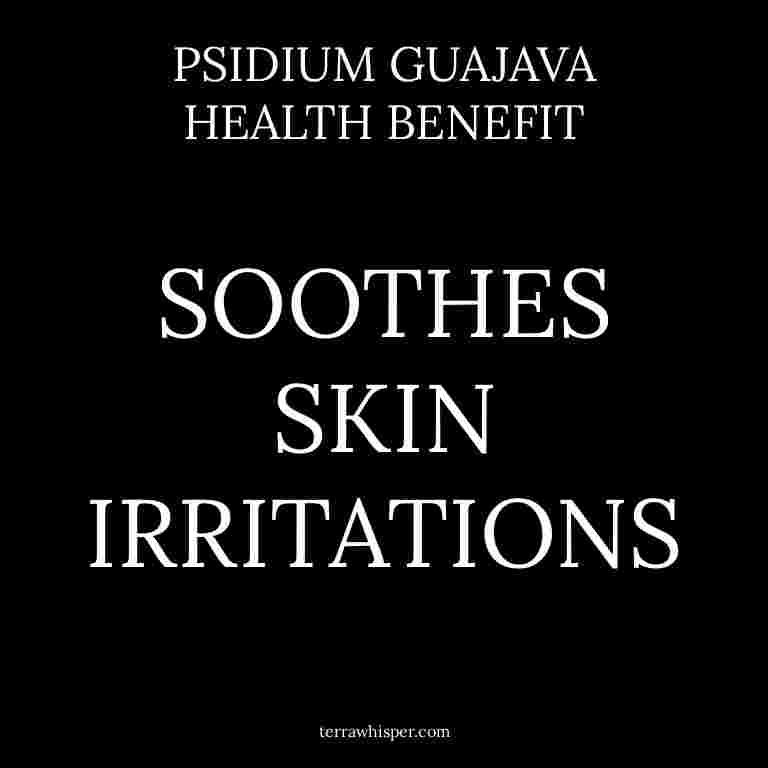 PSIDIUM GUAJAVA
HEALTH BENEFIT
SOOTHES
SKIN
IRRITATIONS
terrawhisper.com